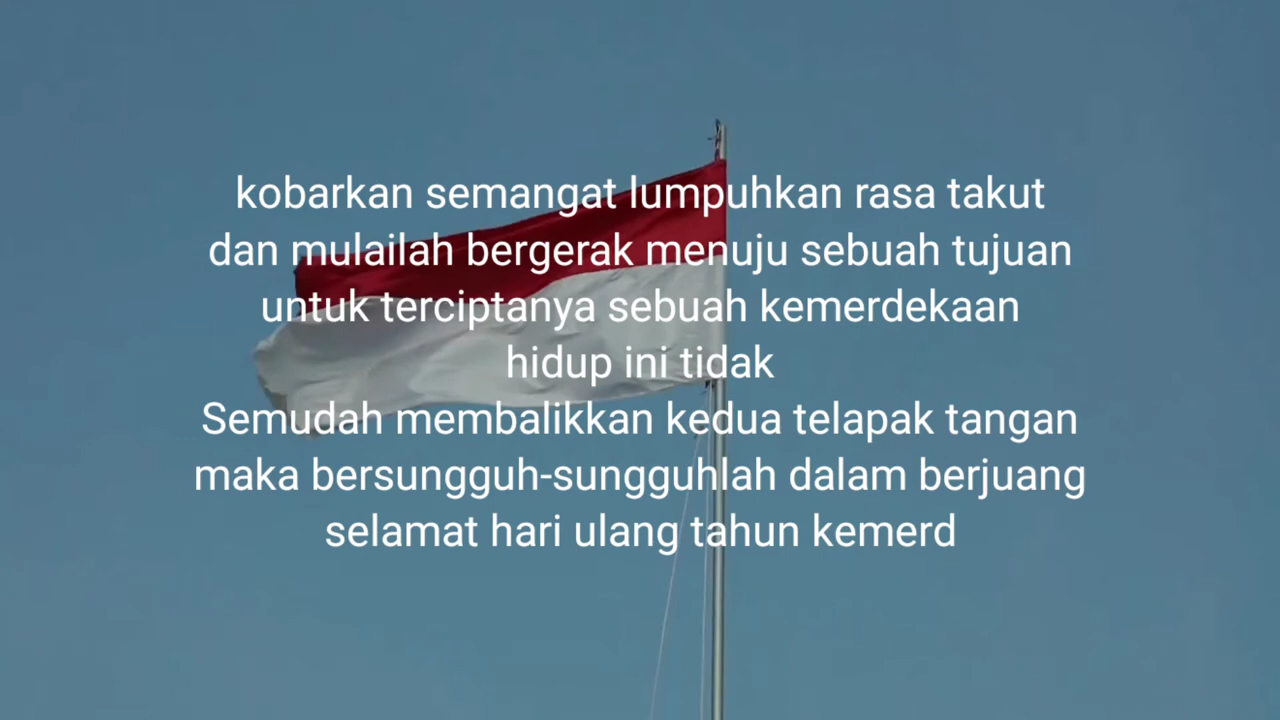 kobarkan semangat lumpuhkan rasa takut
dan mulailah bergerak menuju sebuah tujuan
untuk terciptanya sebuah kemerdekaan
hidup ini tidak
Semudah membalikkan kedua telapak tangan
maka bersungguh-sungguhlah dalam berjuang
selamat hari ulang tahun kemerd